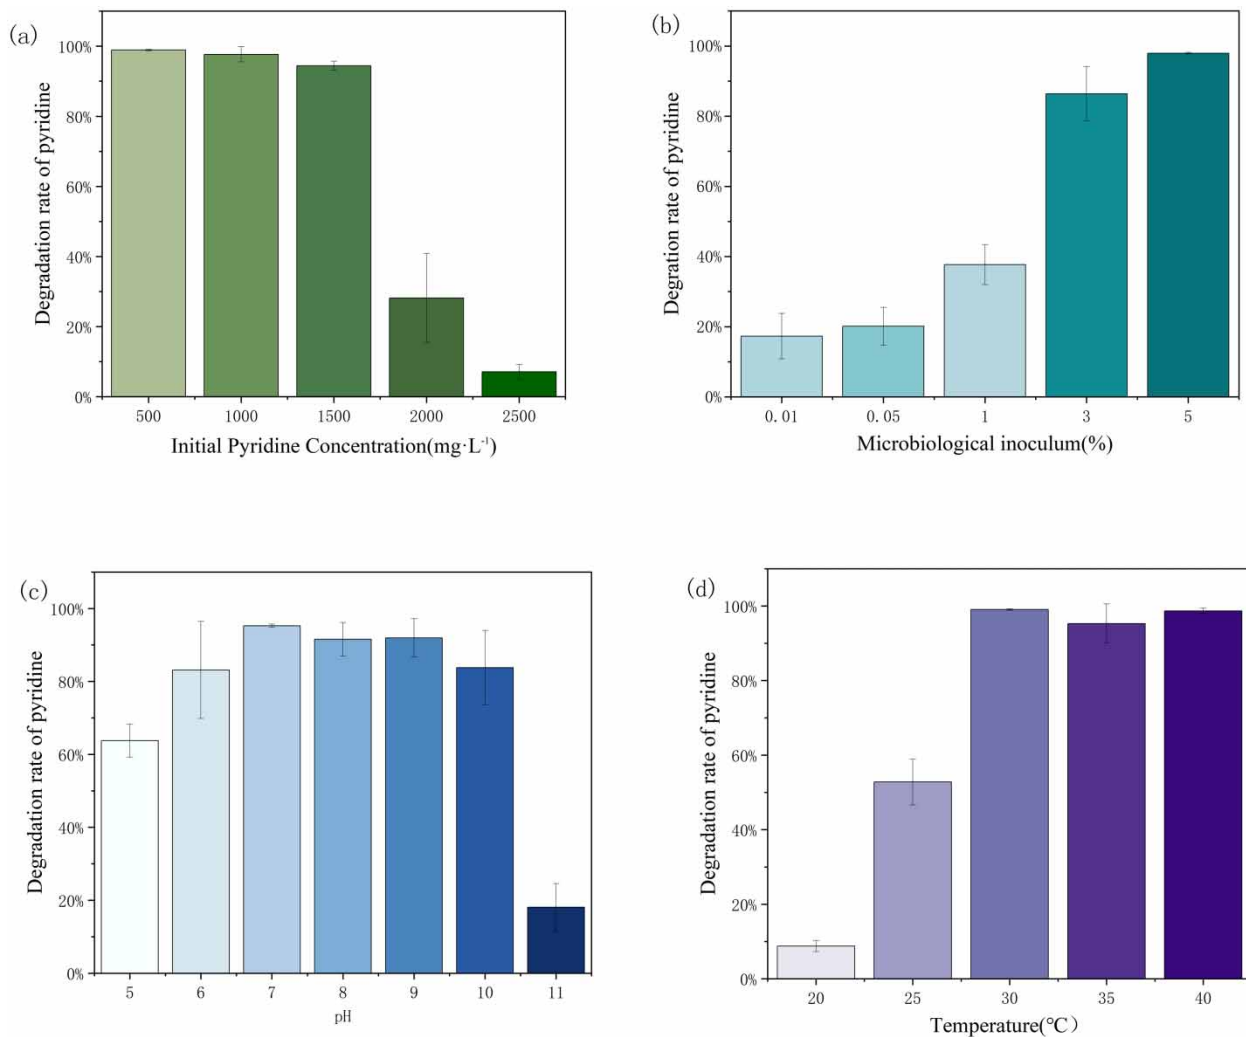 (a)
100%
80%
60%
40%
20%
0%
Degradation rate of pyridine
500 1000 1500 2000 2500
Initial Pyridine Concentration(mg·L⁻¹)
(b)
100%
80%
60%
40%
20%
0%
Degration rate of pyridine
0.01 0.05 1 3 5
Microbiological inoculum(%)
(c)
100%
80%
60%
40%
20%
0%
Degradation rate of pyridine
5 6 7 8 9 10 11
pH
(d)
100%
80%
60%
40%
20%
0%
Degradation rate of pyridine
20 25 30 35 40
Temperature(℃）